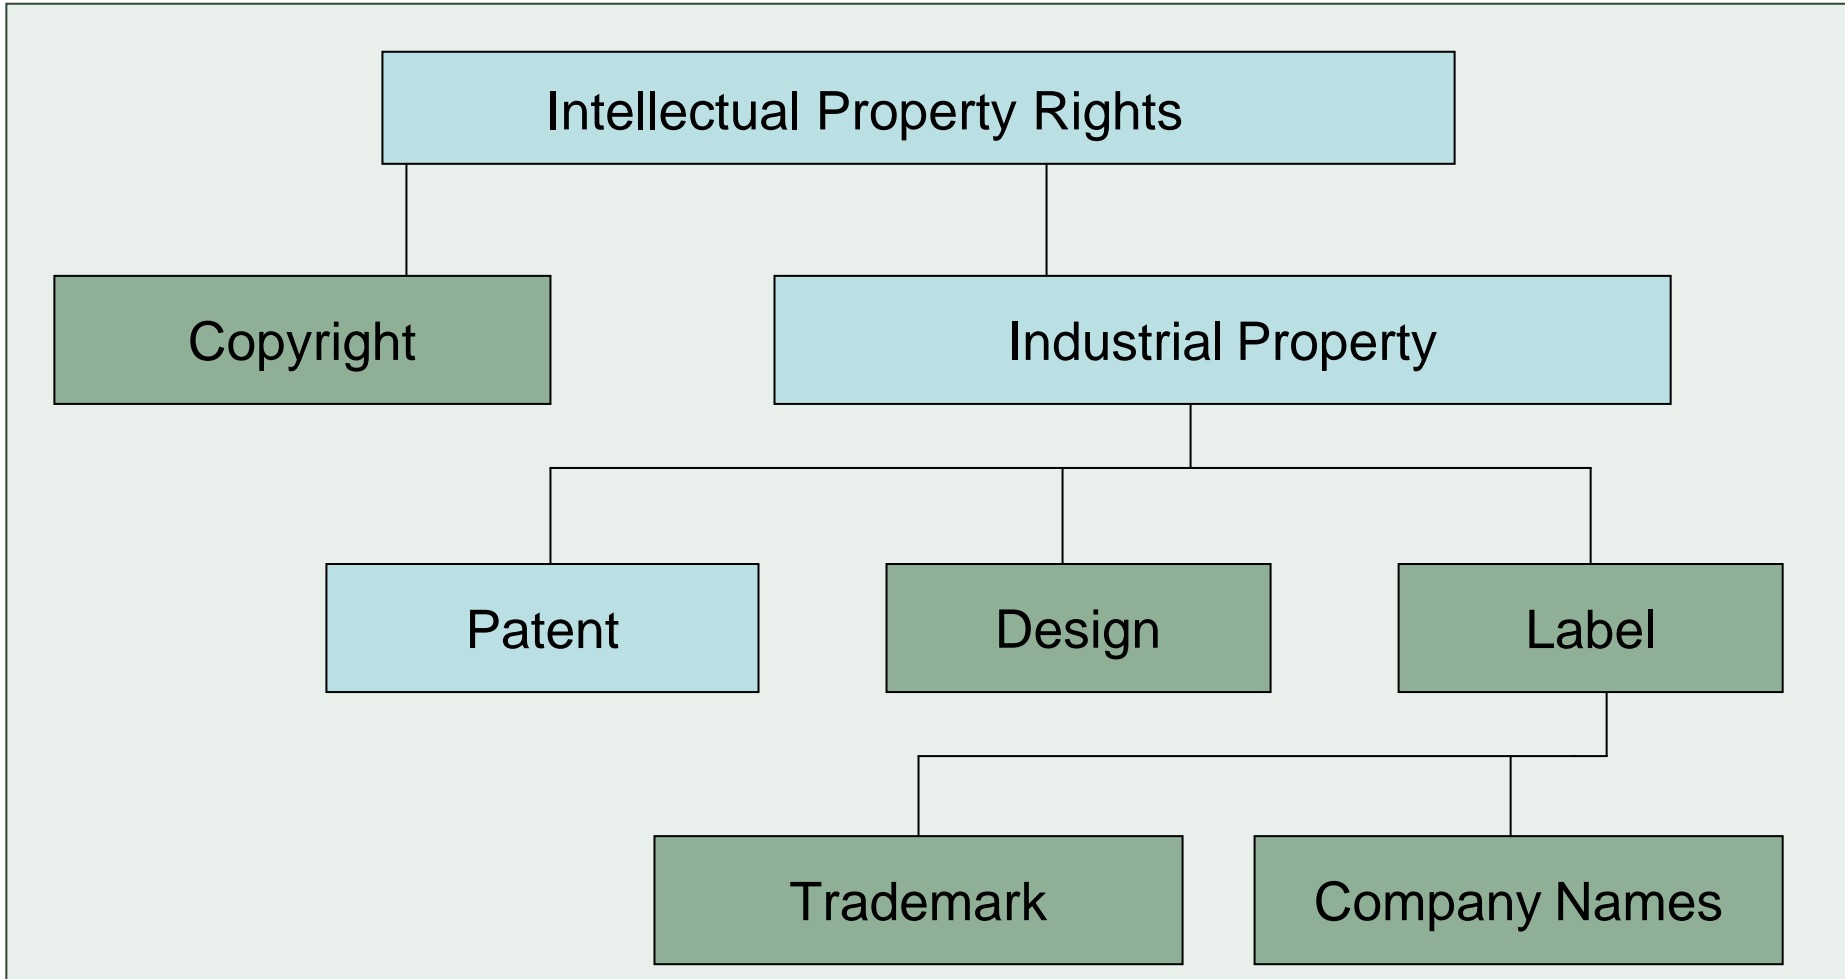 Intellectual Property Rights
Copyright
Industrial Property
Patent
Design
Label
Trademark
Company Names